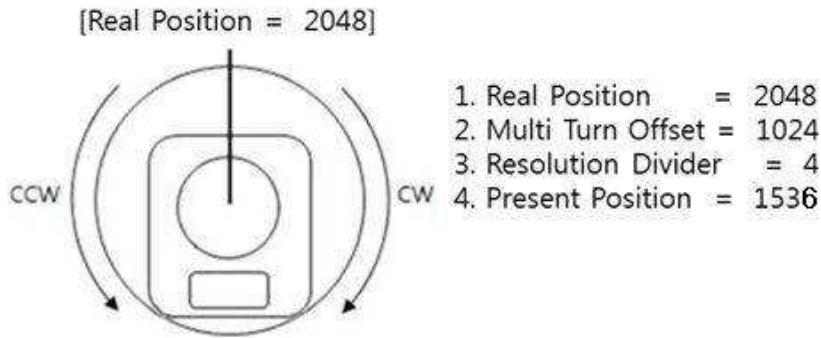 [Real Position = 2048]
1. Real Position = 2048
2. Multi Turn Offset = 1024
3. Resolution Divider = 4
CCW
CW
4. Present Position = 1536